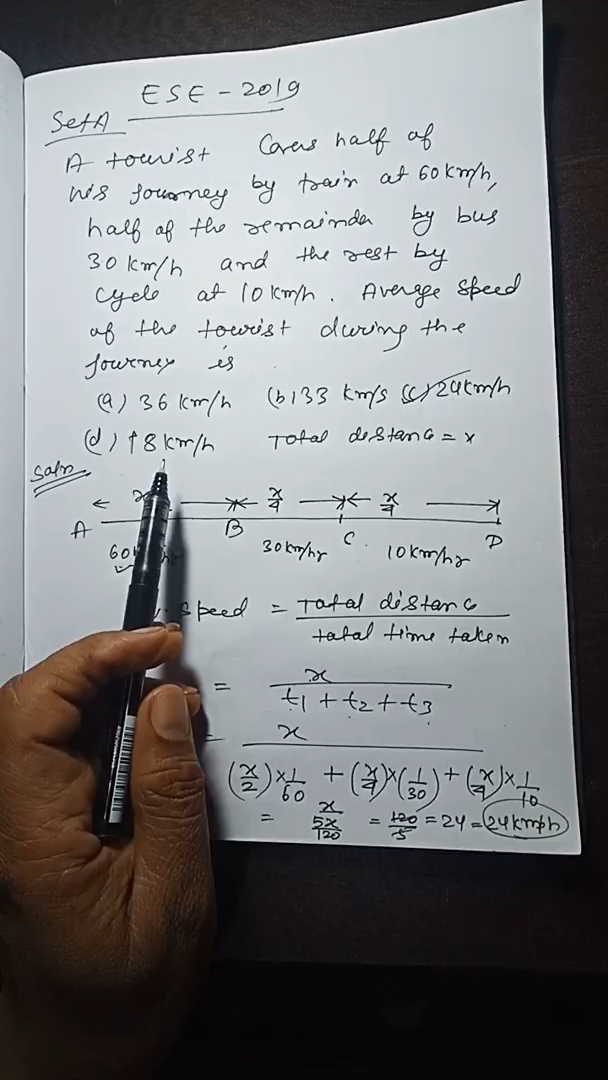 ESE - 2019
Set A
A tourist Covers half of
his journey by train at 60 km/h,
half of the remainder by bus
30 km/h and the rest by
cycle at 10 km/h. Average speed
of the tourist during the
journey is
(a) 36 km/h (b) 33 km/s (c) 24 km/h
(d) 18 km/h Total distance = x
Soln
x/4 x/4
A B C D
60 30 km/hr 10 km/hr
speed = Total distance / total time taken
= x / t1 + t2 + t3
x / (x/2) × 1/60 + (x/4) × (1/30) + (x/4) × 1/10
= x / 5x/120 = 120/5 = 24 = 24 kmph